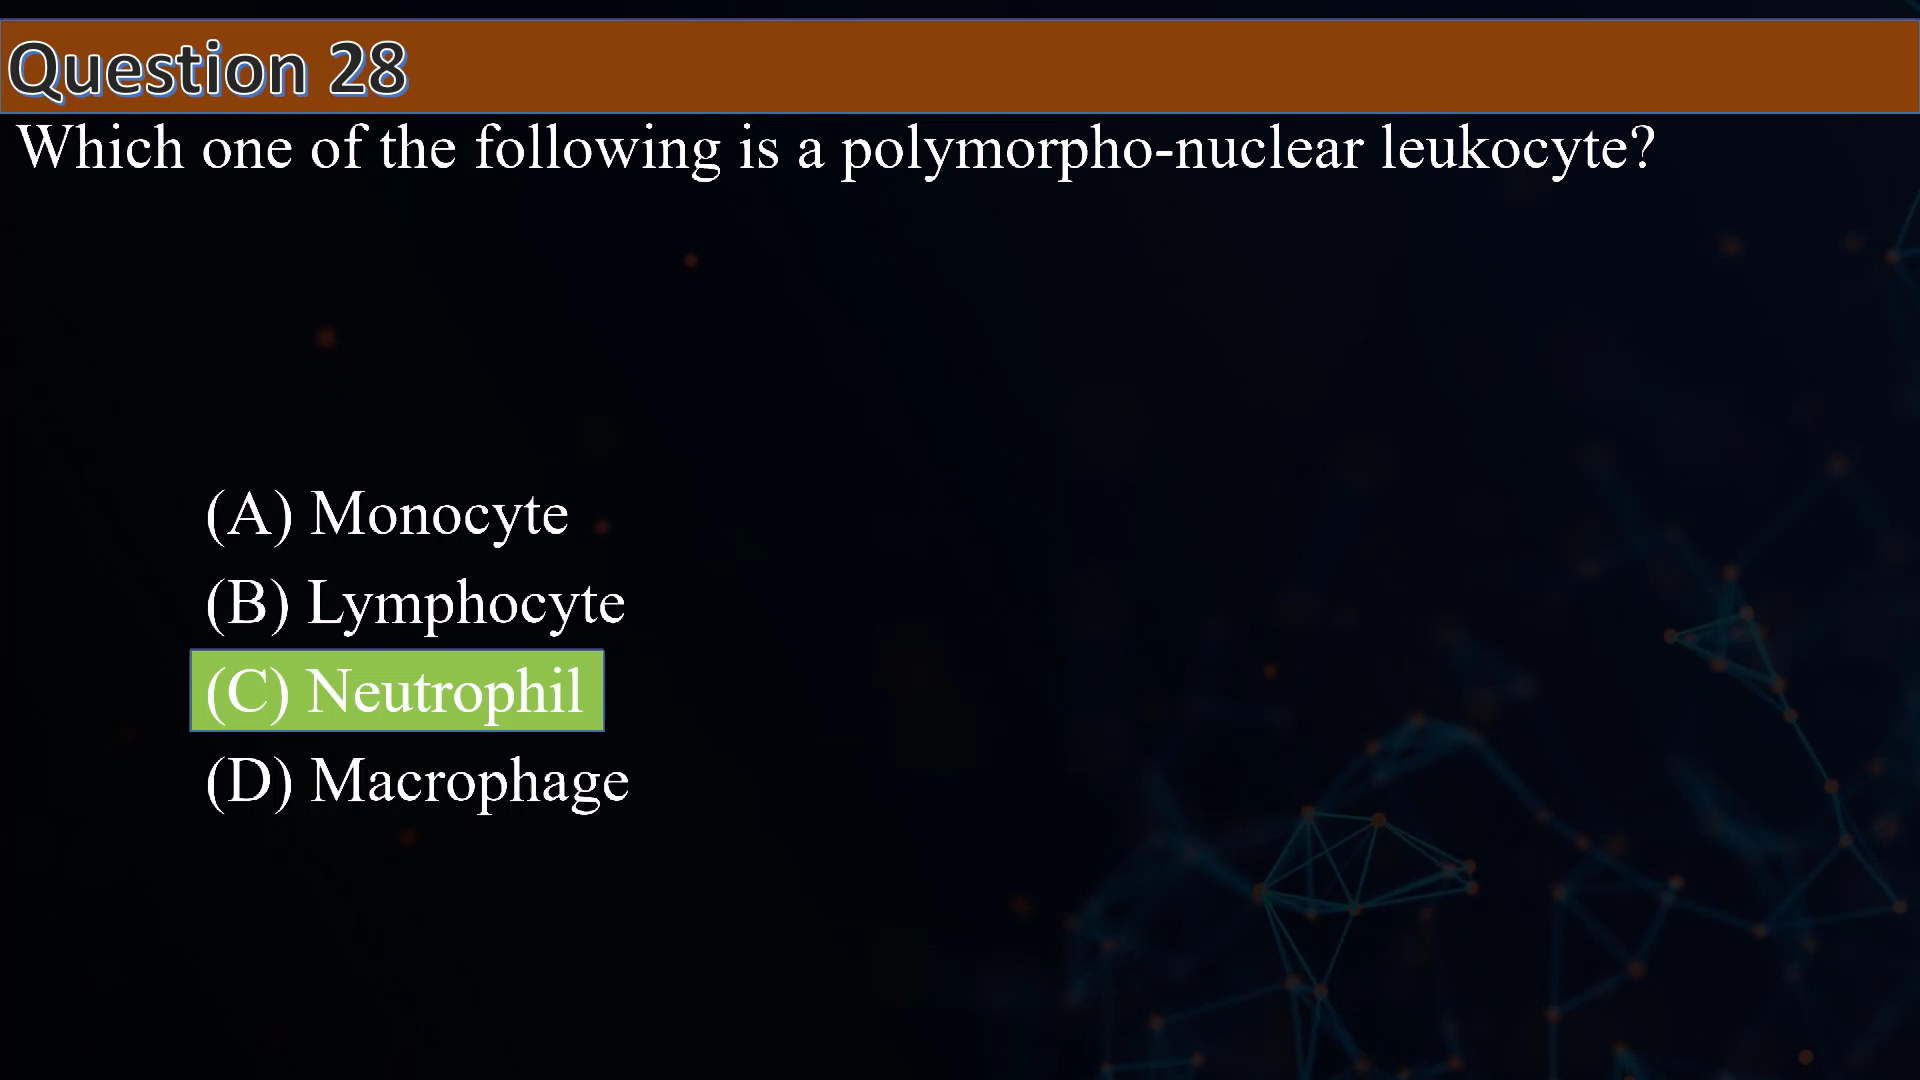 Question 28
Which one of the following is a polymorpho-nuclear leukocyte?
(A) Monocyte
(B) Lymphocyte
(C) Neutrophil
(D) Macrophage